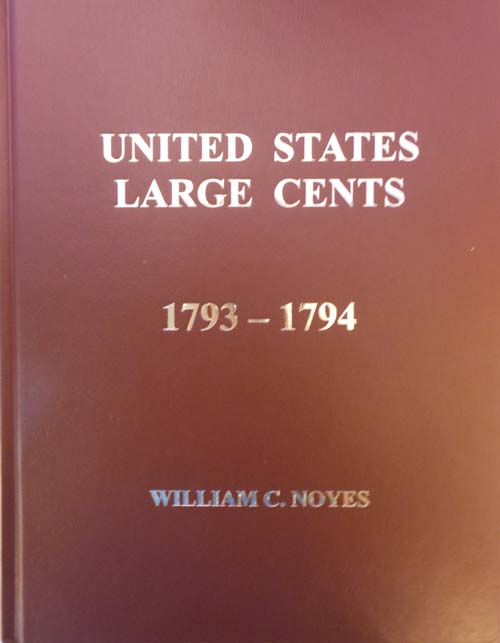 UNITED STATES
LARGE CENTS
1793 – 1794
WILLIAM C. NOYES